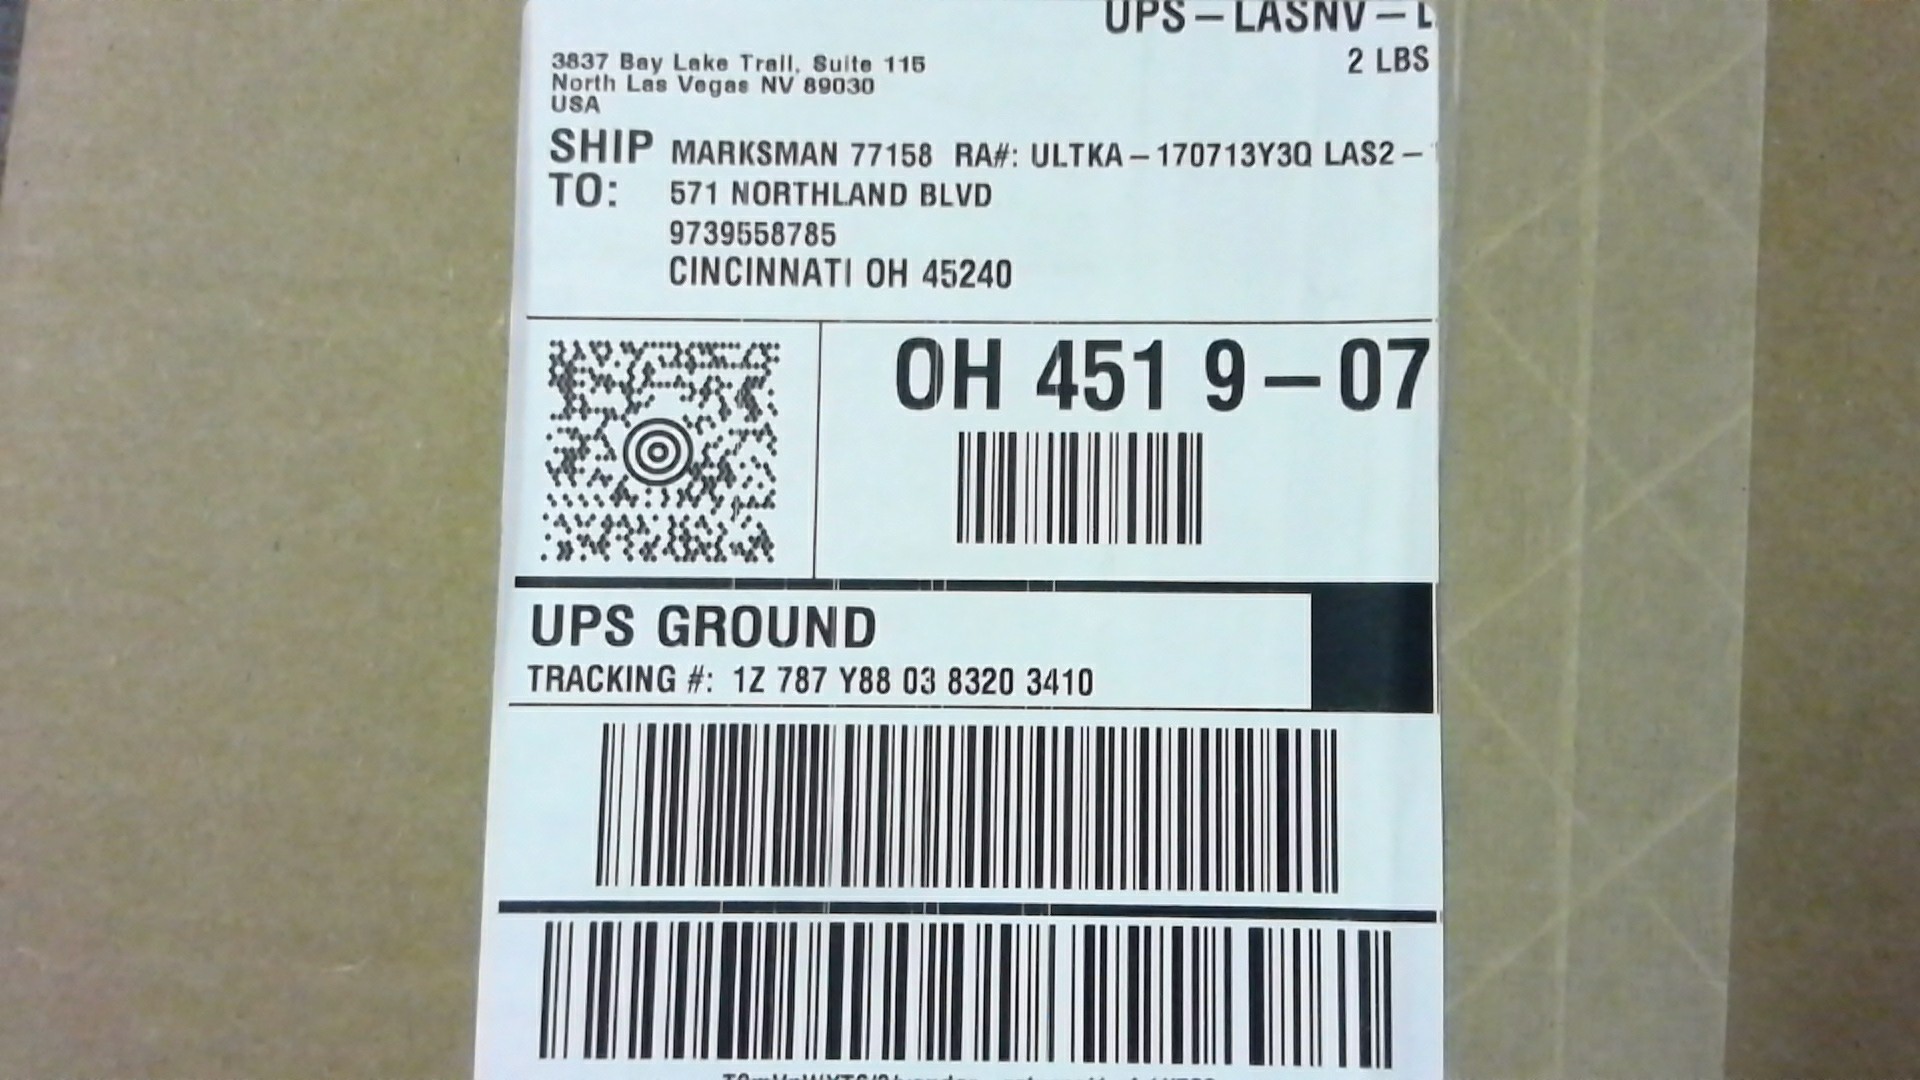 UPS – LASNV – L
2 LBS
3837 Bay Lake Trail, Suite 115
North Las Vegas NV 89030
USA
SHIP TO:
MARKSMAN 77158 RA#: ULTKA – 170713Y3Q LAS2 –
571 NORTHLAND BLVD
9739558785
CINCINNATI OH 45240
OH 451 9 – 07
UPS GROUND
TRACKING #: 1Z 787 Y88 03 8320 3410